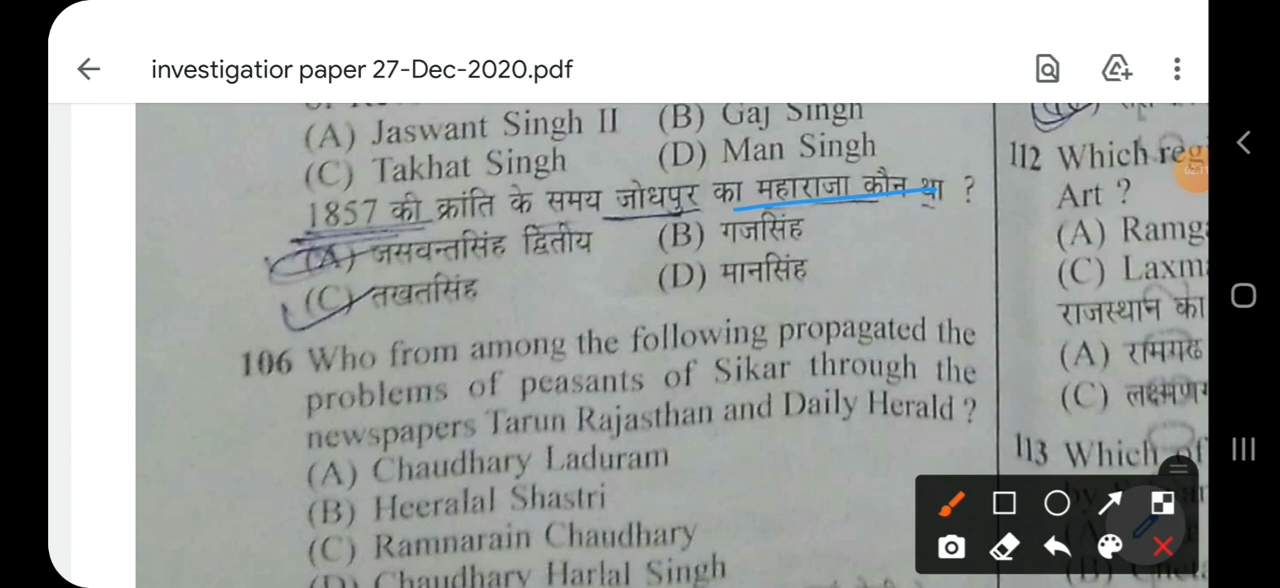 investigatior paper 27-Dec-2020.pdf
(A) Jaswant Singh II (B) Gaj Singh
(C) Takhat Singh (D) Man Singh
1857 की क्रांति के समय जोधपुर का महाराजा कौन था ?
(A) जसवन्तसिंह द्वितीय (B) गजसिंह
(C) तखतसिंह (D) मानसिंह
106 Who from among the following propagated the
problems of peasants of Sikar through the
newspapers Tarun Rajasthan and Daily Herald ?
(A) Chaudhary Laduram
(B) Heeralal Shastri
(C) Ramnarain Chaudhary
(D) Chaudhary Harlal Singh
112 Which reg
Art ?
(A) Ramg
(C) Laxm
राजस्थान का
(A) रामगढ
(C) लक्ष्मण
113 Which of